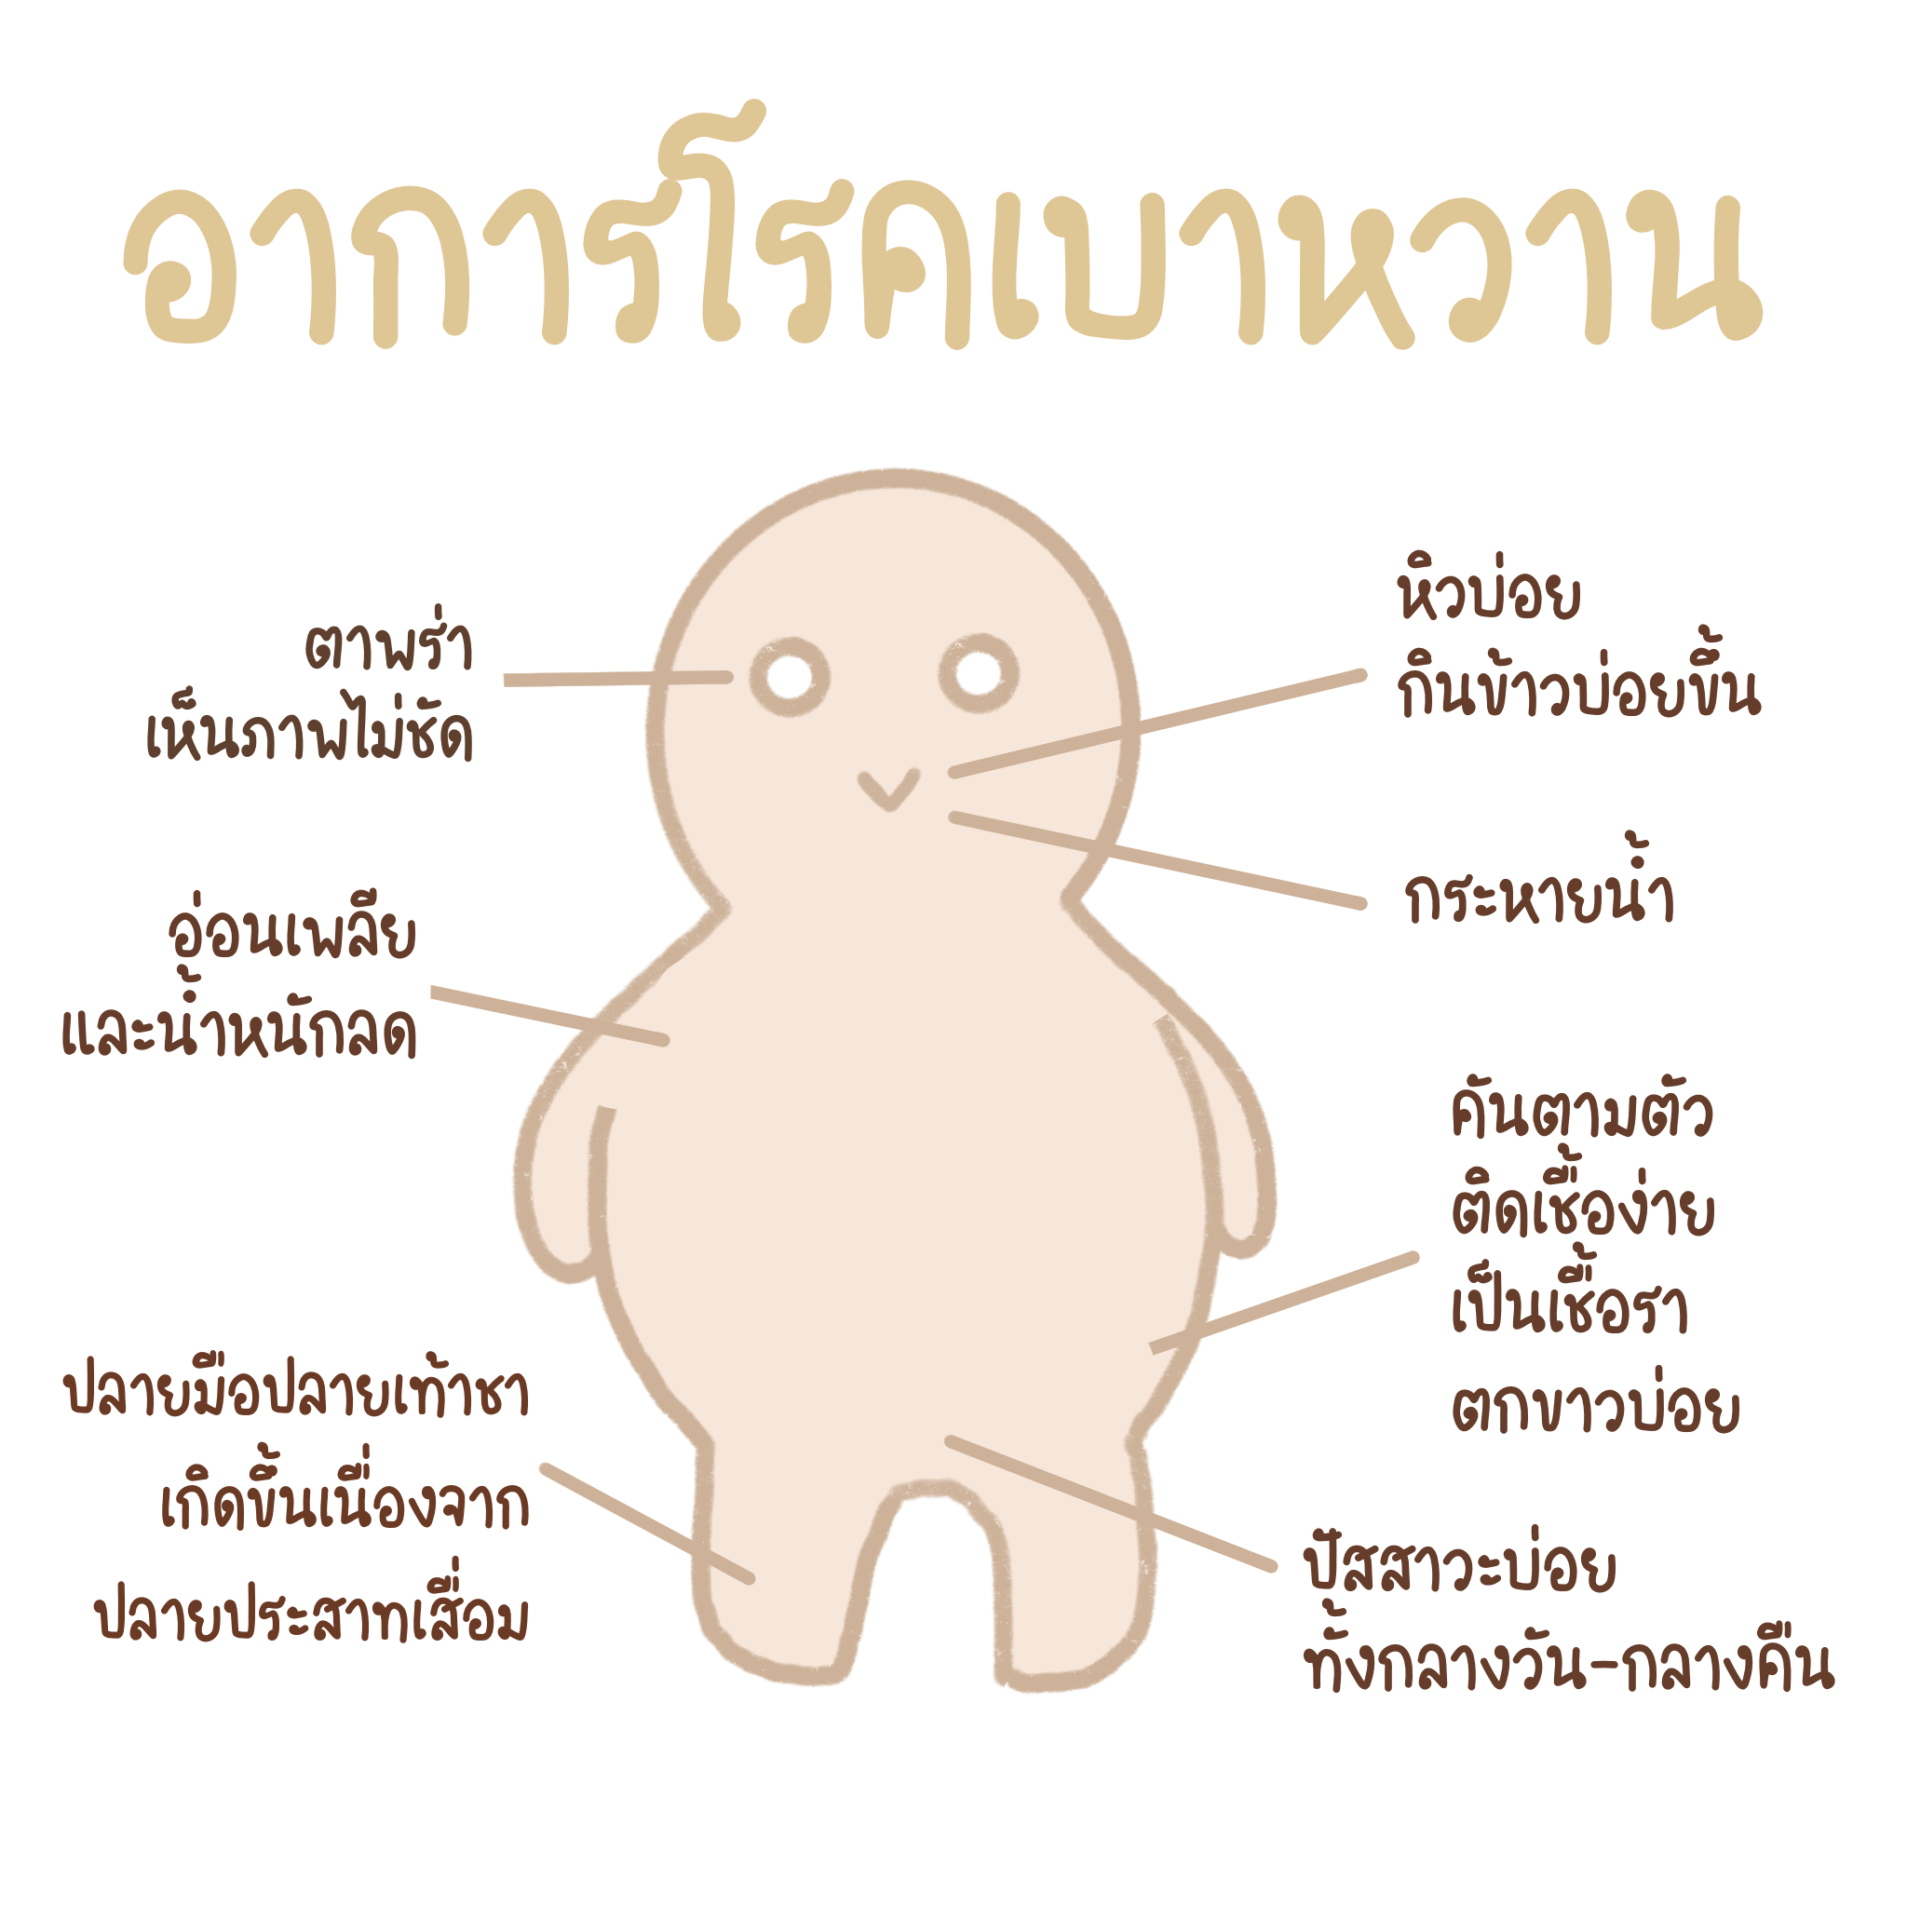 อาการโรคเบาหวาน
ตาพร่า
เห็นภาพไม่ชัด
หิวบ่อย
กินข้าวบ่อยขึ้น
อ่อนเพลีย
และน้ำหนักลด
กระหายน้ำ
คันตามตัว
ติดเชื้อง่าย
เป็นเชื้อรา
ตกขาวบ่อย
ปลายมือปลายเท้าชา
เกิดขึ้นเนื่องจาก
ปลายประสาทเสื่อม
ปัสสาวะบ่อย
ทั้งกลางวัน-กลางคืน